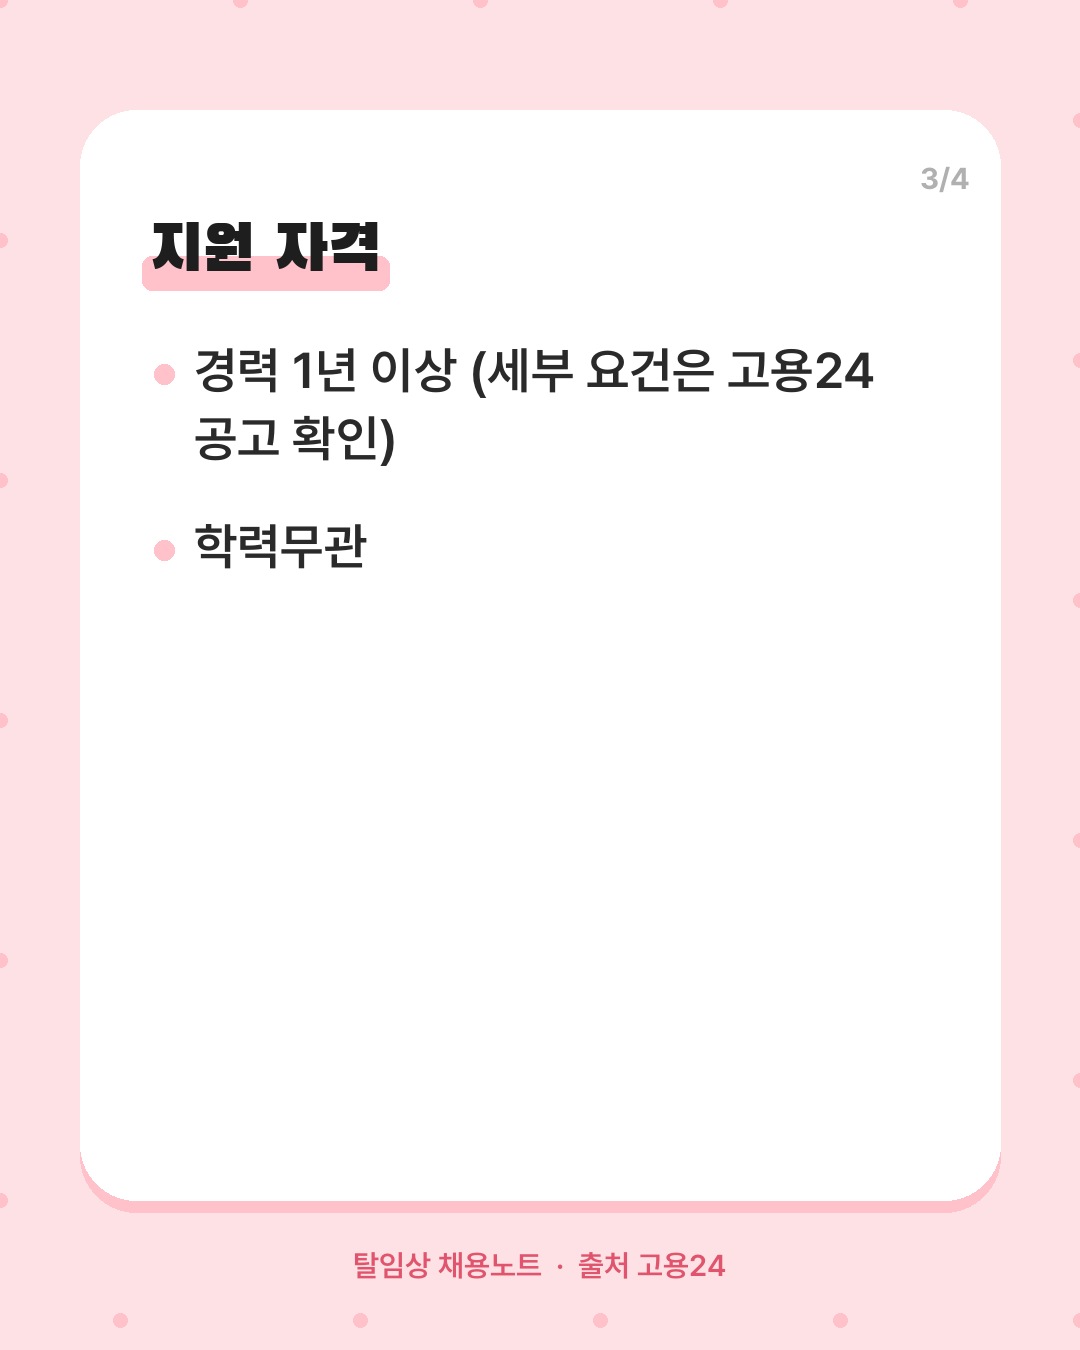 3/4
지원 자격
경력 1년 이상 (세부 요건은 고용24
공고 확인)
학력무관
탈임상 채용노트 · 출처 고용24